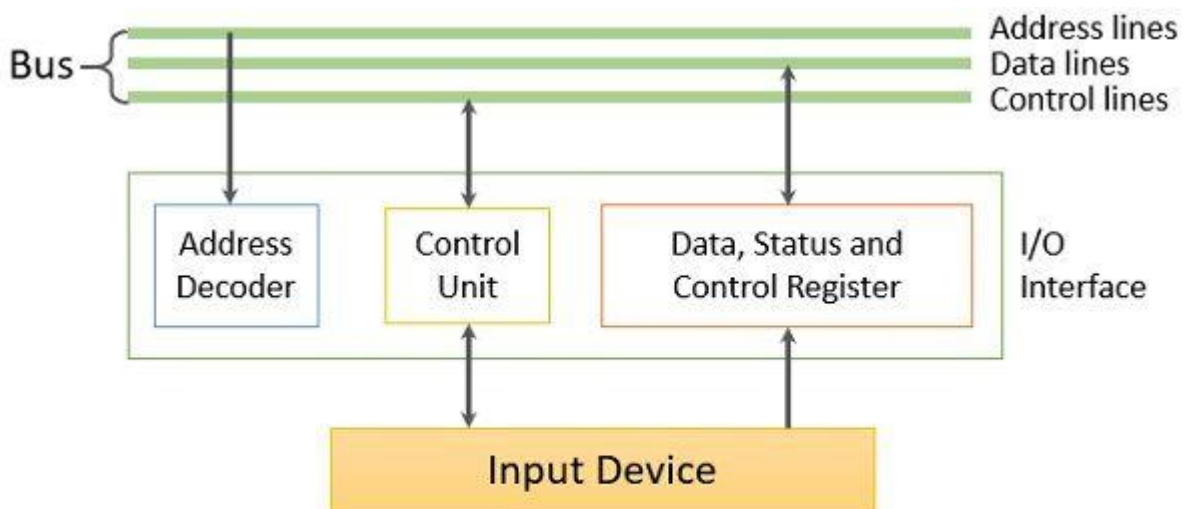 Bus
Address lines
Data lines
Control lines
Address
Decoder
Control
Unit
Data, Status and
Control Register
I/O
Interface
Input Device